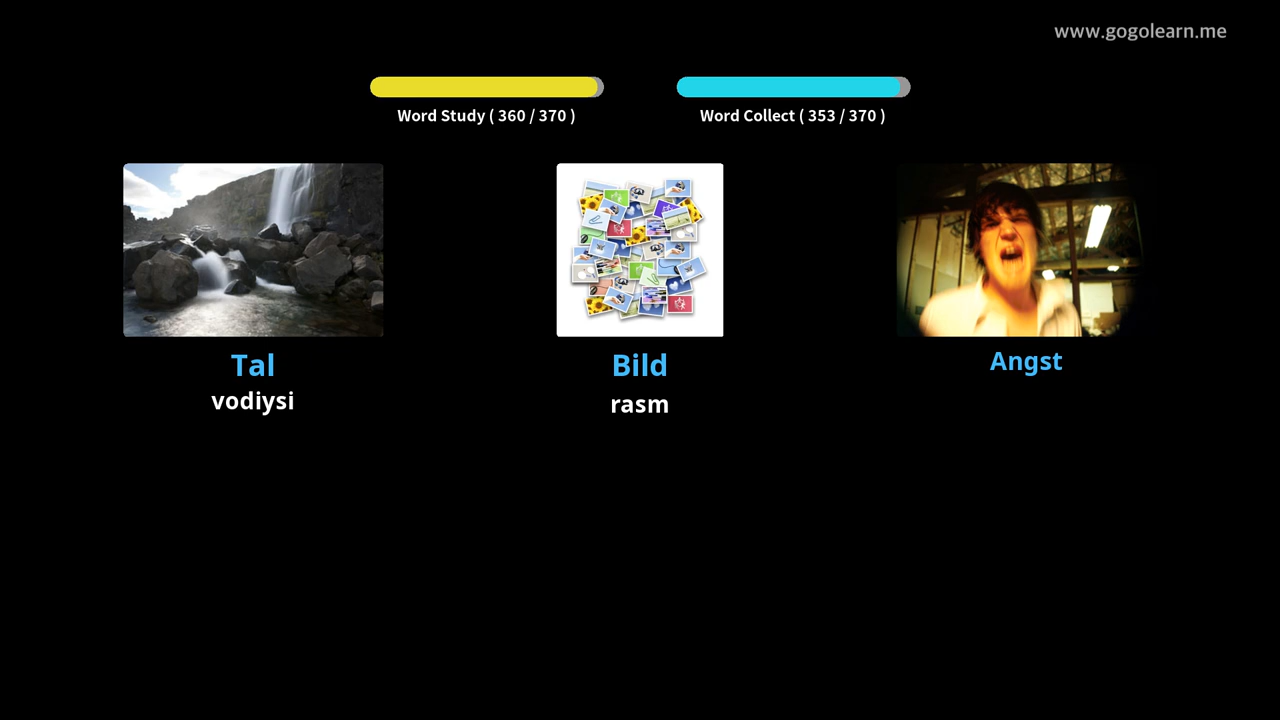 www.gogolearn.me
Word Study ( 360 / 370 )
Word Collect ( 353 / 370 )
Tal
vodiysi
Bild
rasm
Angst